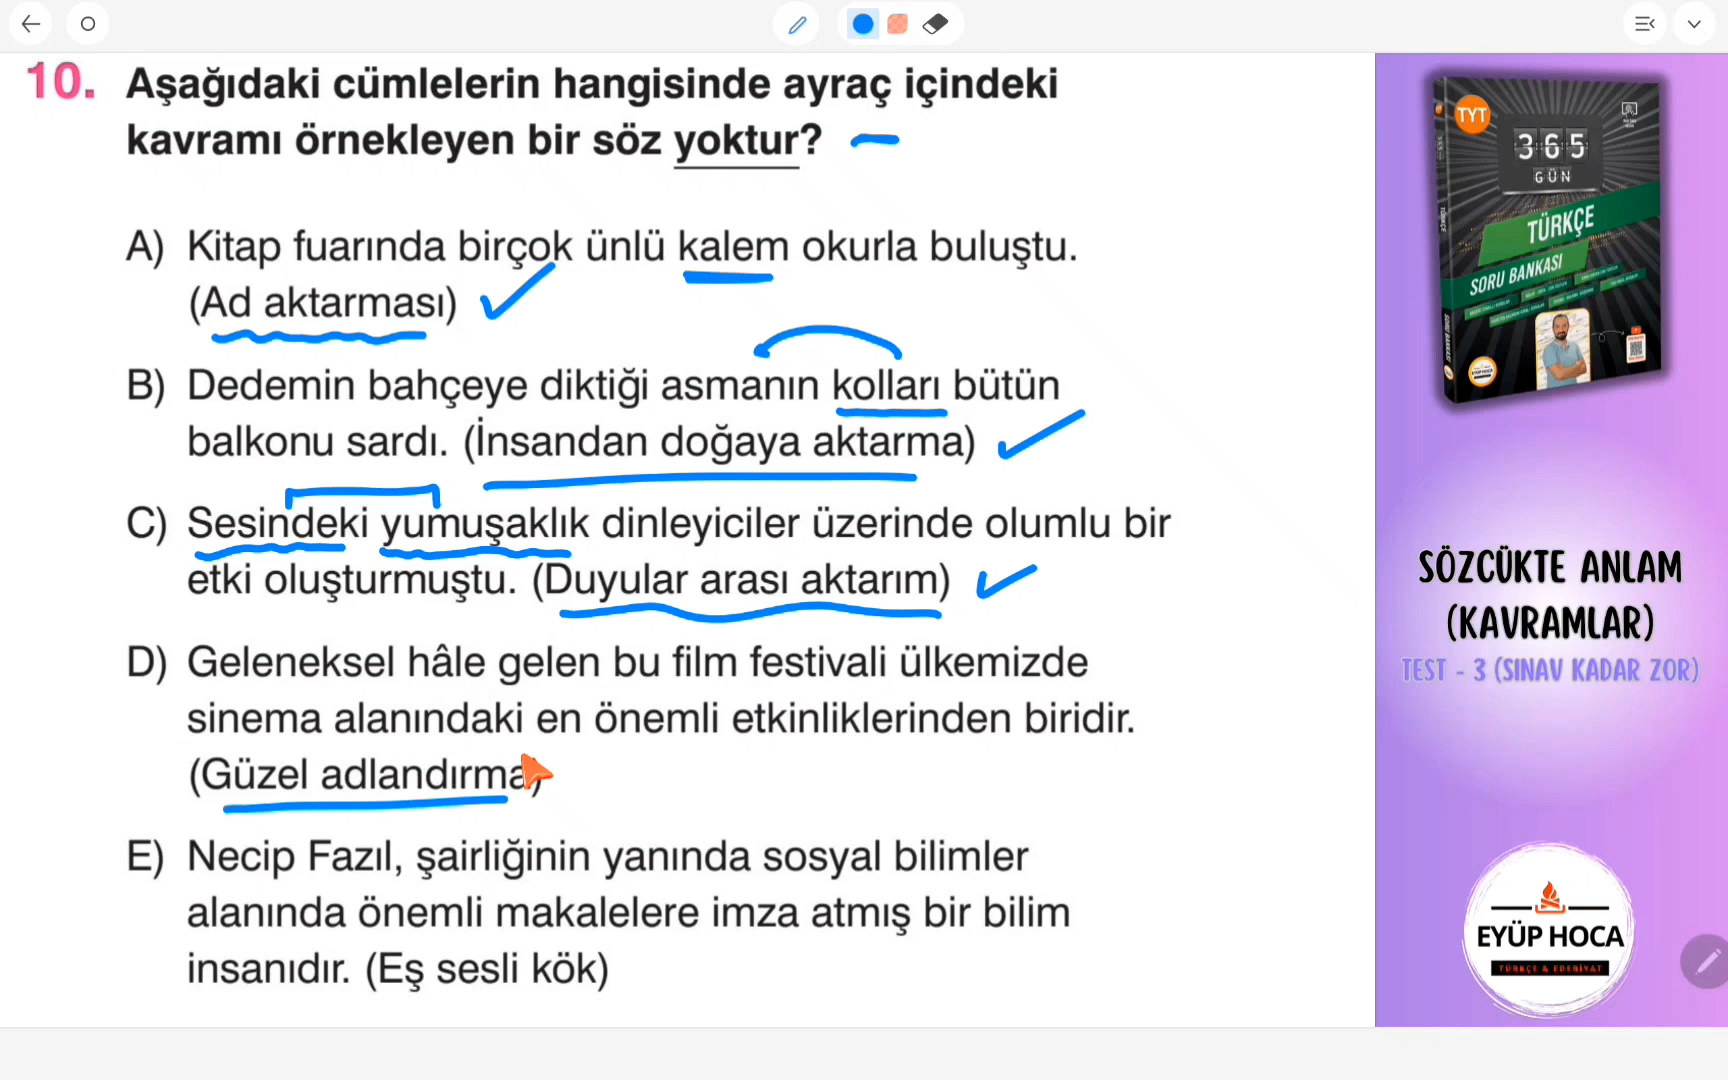 10. Aşağıdaki cümlelerin hangisinde ayraç içindeki
kavramı örnekleyen bir söz yoktur?
A) Kitap fuarında birçok ünlü kalem okurla buluştu.
(Ad aktarması)
B) Dedemin bahçeye diktiği asmanın kolları bütün
balkonu sardı. (İnsandan doğaya aktarma)
C) Sesindeki yumuşaklık dinleyiciler üzerinde olumlu bir
etki oluşturmuştu. (Duyular arası aktarım)
D) Geleneksel hâle gelen bu film festivali ülkemizde
sinema alanındaki en önemli etkinliklerinden biridir.
(Güzel adlandırma)
E) Necip Fazıl, şairliğinin yanında sosyal bilimler
alanında önemli makalelere imza atmış bir bilim
insanıdır. (Eş sesli kök)
TYT
365
GÜN
TÜRKÇE
SORU BANKASI
SÖZCÜKTE ANLAM
(KAVRAMLAR)
TEST - 3 (SINAV KADAR ZOR)
EYÜP HOCA
TÜRKÇE & EDEBİYAT